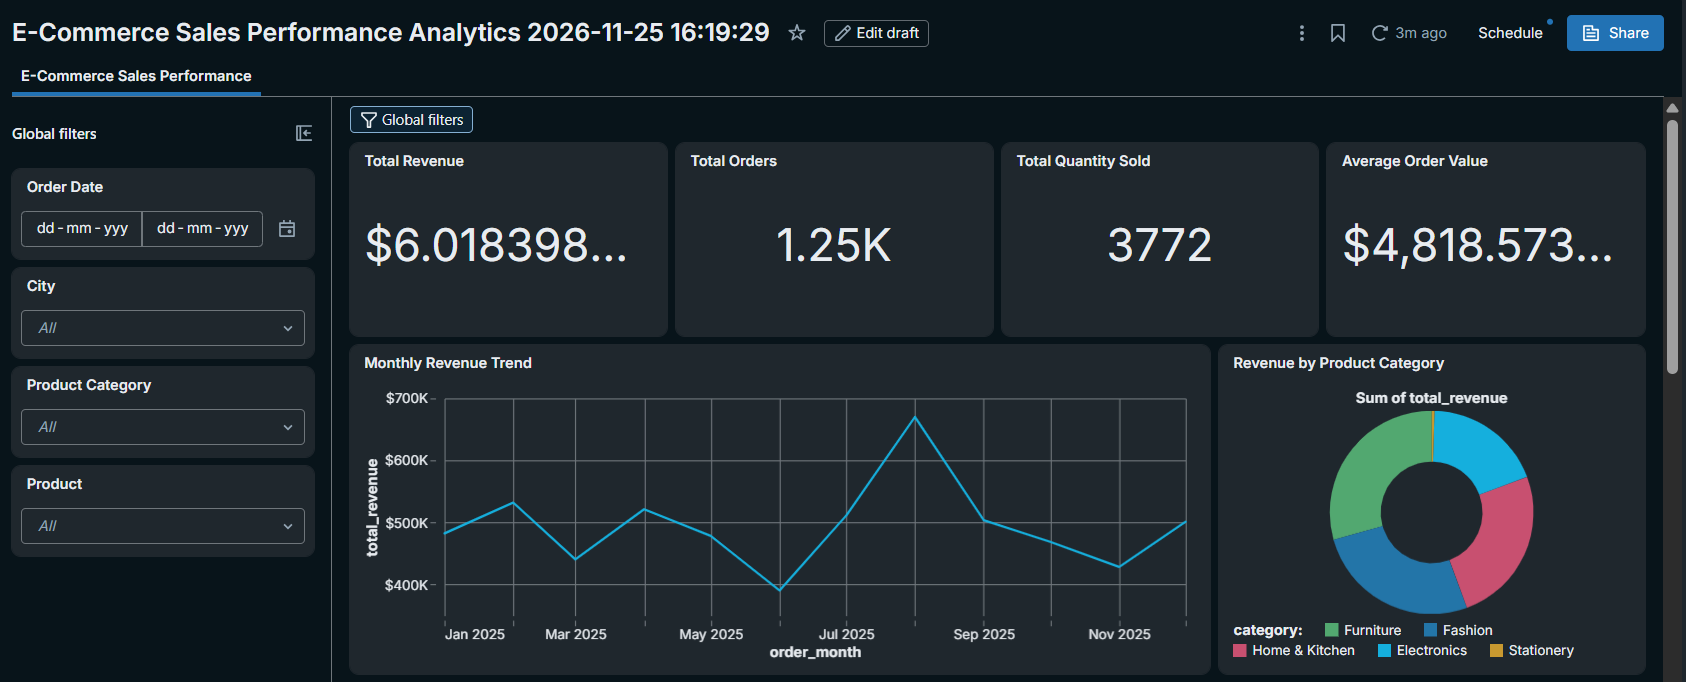 E-Commerce Sales Performance Analytics 2026-11-25 16:19:29
Edit draft
3m ago
Schedule
Share
E-Commerce Sales Performance
Global filters
Order Date
dd-mm-yyy
dd-mm-yyy
City
All
Product Category
All
Product
All
Global filters
Total Revenue
$6.018398...
Total Orders
1.25K
Total Quantity Sold
3772
Average Order Value
$4,818.573...
Monthly Revenue Trend
$700K
$600K
$500K
$400K
total_revenue
Jan 2025
Mar 2025
May 2025
Jul 2025
Sep 2025
Nov 2025
order_month
Revenue by Product Category
Sum of total_revenue
category:
Furniture
Fashion
Home & Kitchen
Electronics
Stationery